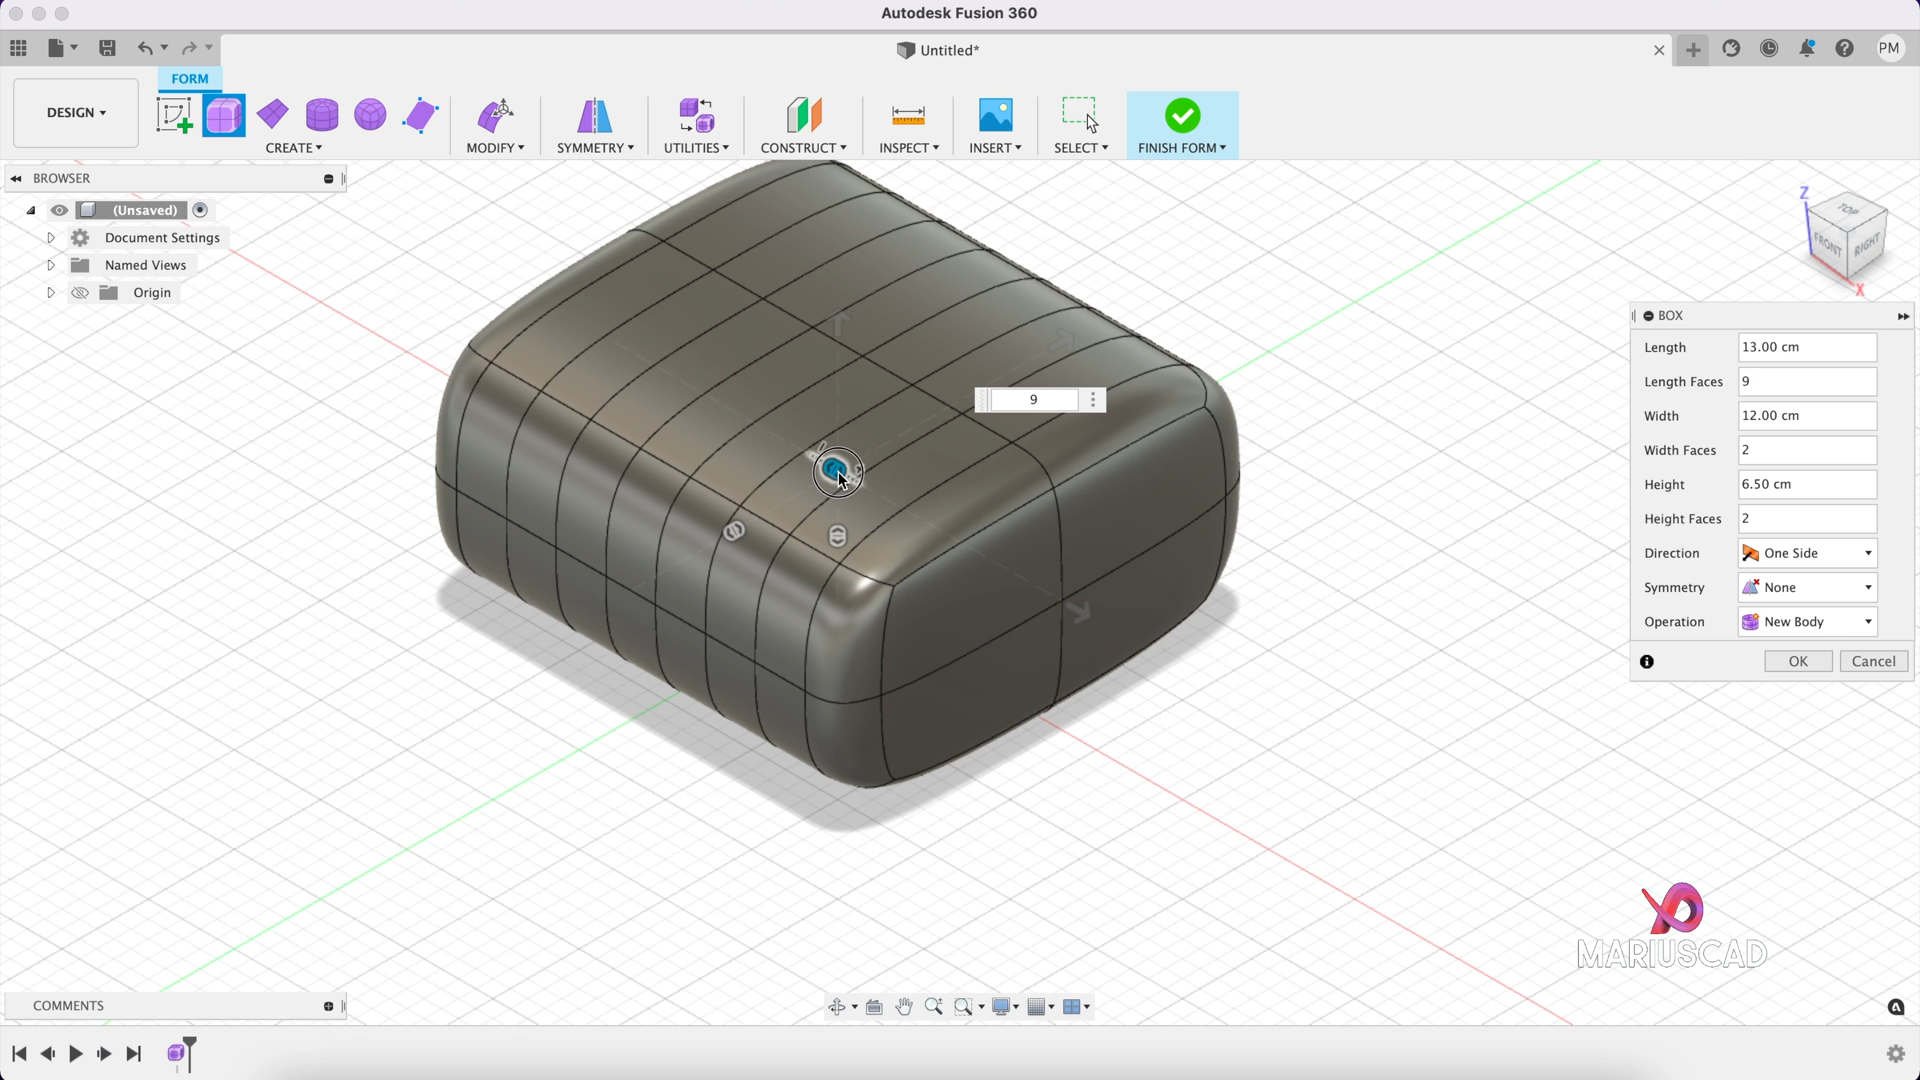 Autodesk Fusion 360
Untitled*
PM
FORM
DESIGN
CREATE
MODIFY
SYMMETRY
UTILITIES
CONSTRUCT
INSPECT
INSERT
SELECT
FINISH FORM
BROWSER
(Unsaved)
Document Settings
Named Views
Origin
Z
TOP
FRONT
RIGHT
X
9
BOX
Length 13.00 cm
Length Faces 9
Width 12.00 cm
Width Faces 2
Height 6.50 cm
Height Faces 2
Direction One Side
Symmetry None
Operation New Body
OK Cancel
MARIUSCAD
COMMENTS